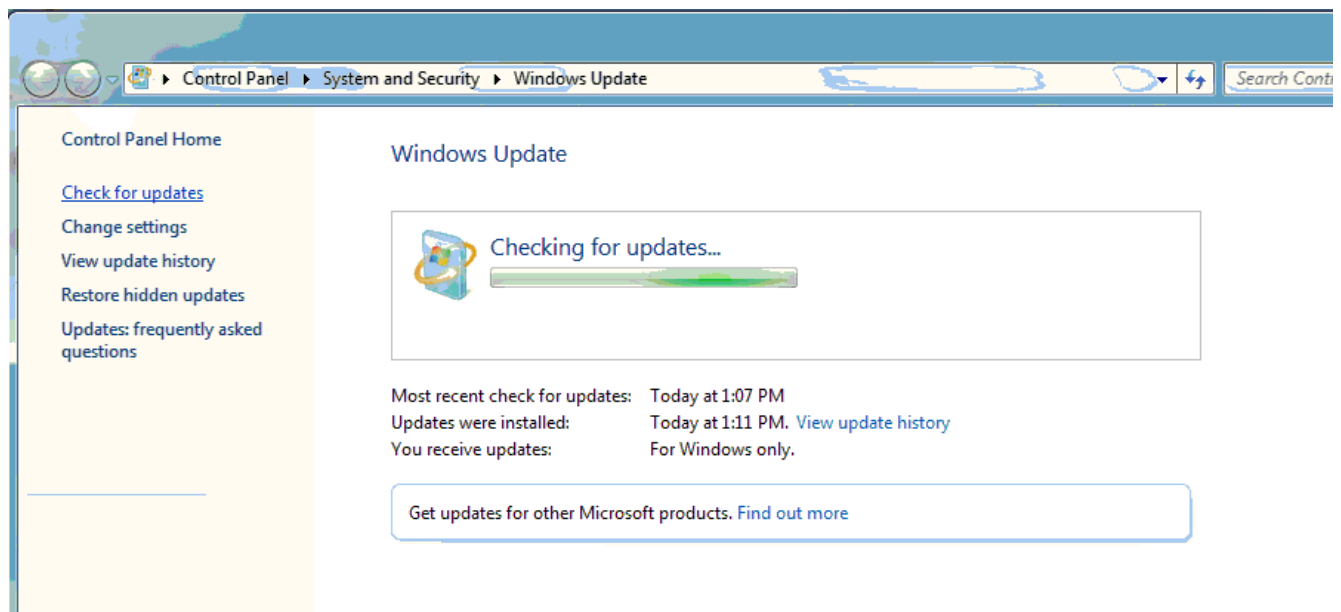 Control Panel System and Security Windows Update
Search Contr
Control Panel Home
Check for updates
Change settings
View update history
Restore hidden updates
Updates: frequently asked
questions
Windows Update
Checking for updates...
Most recent check for updates: Today at 1:07 PM
Updates were installed: Today at 1:11 PM. View update history
You receive updates: For Windows only.
Get updates for other Microsoft products. Find out more